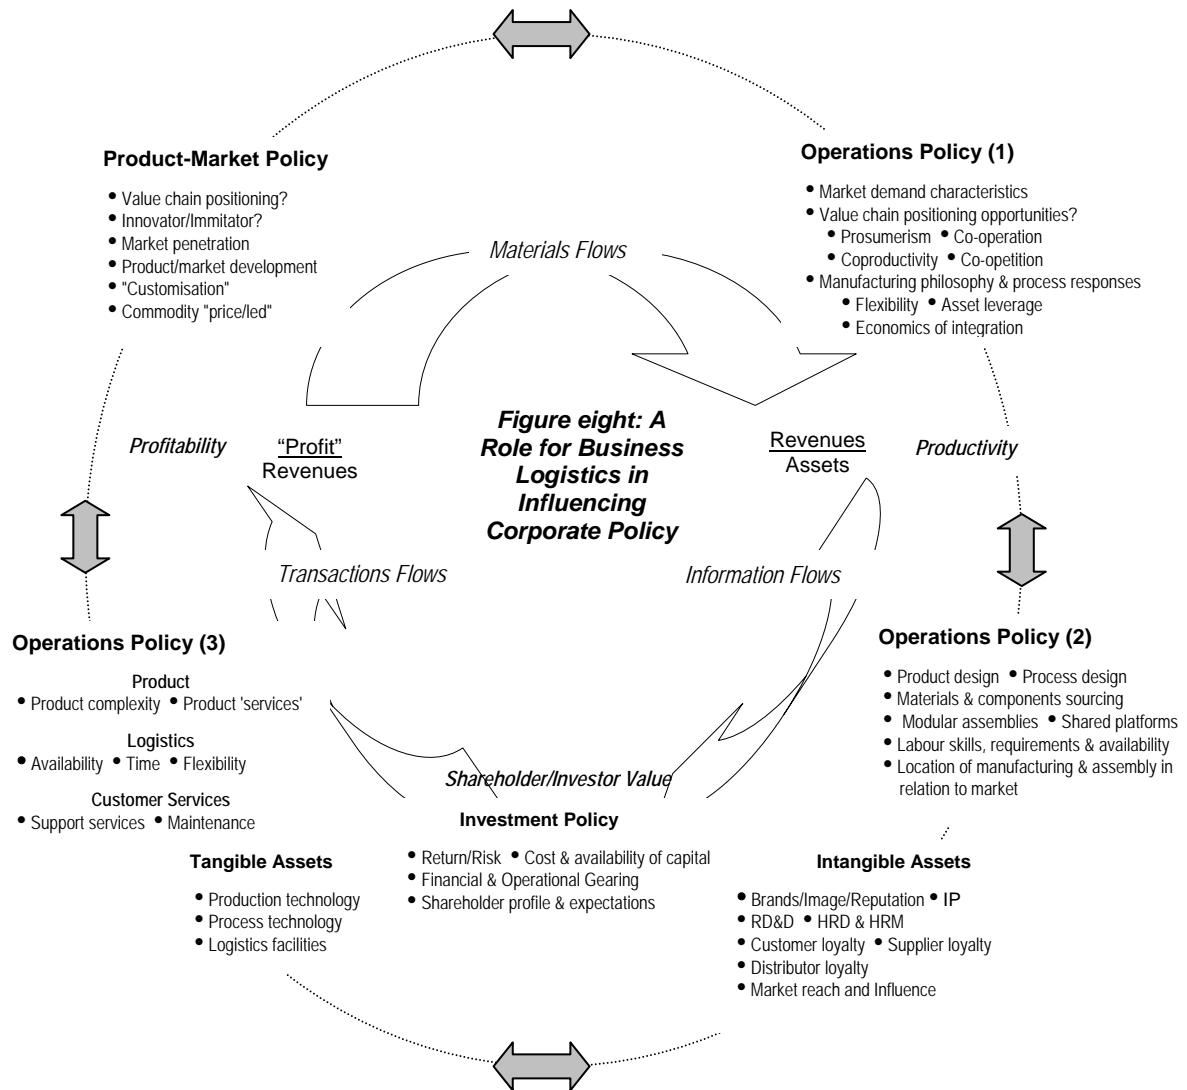 Product-Market Policy
• Value chain positioning?
• Innovator/Immitator?
• Market penetration
• Product/market development
• "Customisation"
• Commodity "price/led"
Operations Policy (1)
• Market demand characteristics
• Value chain positioning opportunities?
• Prosumerism • Co-operation
• Coproductivity • Co-opetition
• Manufacturing philosophy & process responses
• Flexibility • Asset leverage
• Economics of integration
Materials Flows
Profitability
“Profit”
Revenues
Figure eight: A
Role for Business
Logistics in
Influencing
Corporate Policy
Revenues
Assets
Productivity
Transactions Flows
Information Flows
Operations Policy (3)
Product
• Product complexity • Product 'services'
Logistics
• Availability • Time • Flexibility
Customer Services
• Support services • Maintenance
Operations Policy (2)
• Product design • Process design
• Materials & components sourcing
• Modular assemblies • Shared platforms
• Labour skills, requirements & availability
• Location of manufacturing & assembly in
relation to market
Shareholder/Investor Value
Investment Policy
• Return/Risk • Cost & availability of capital
• Financial & Operational Gearing
• Shareholder profile & expectations
Tangible Assets
• Production technology
• Process technology
• Logistics facilities
Intangible Assets
• Brands/Image/Reputation • IP
• RD&D • HRD & HRM
• Customer loyalty • Supplier loyalty
• Distributor loyalty
• Market reach and Influence